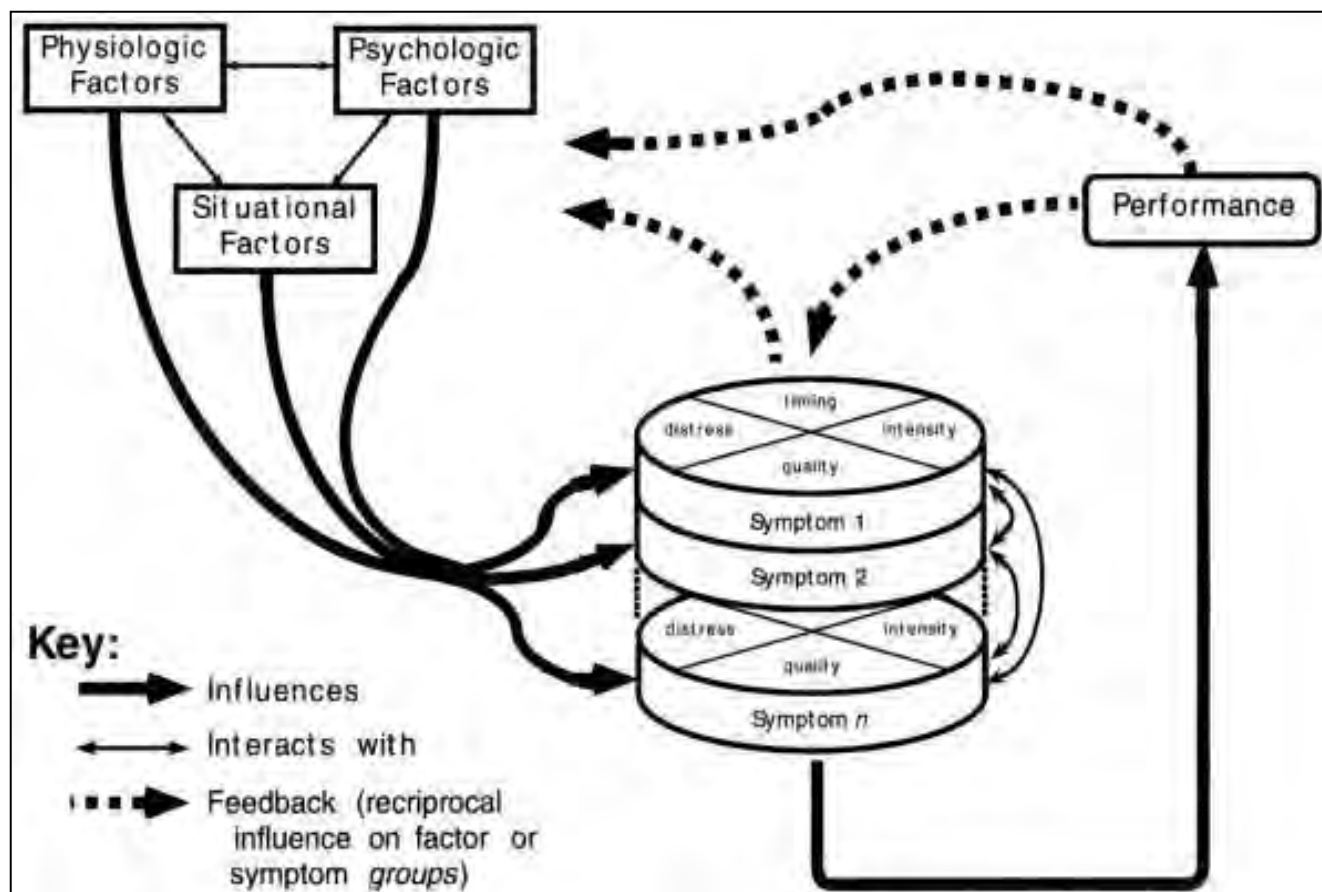 Physiologic
Factors
Psychologic
Factors
Situational
Factors
Performance
timing
distress
intensity
quality
Symptom 1
Symptom 2
distress
intensity
quality
Symptom n
Key:
Influences
Interacts with
Feedback (recriprocal
influence on factor or
symptom groups)